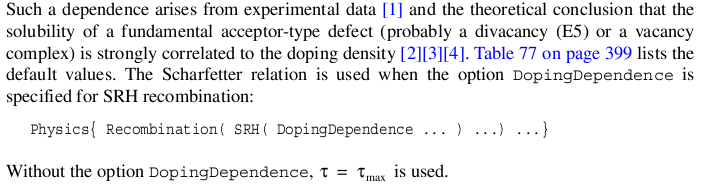 Such a dependence arises from experimental data [1] and the theoretical conclusion that the
solubility of a fundamental acceptor-type defect (probably a divacancy (E5) or a vacancy
complex) is strongly correlated to the doping density [2][3][4]. Table 77 on page 399 lists the
default values. The Scharfetter relation is used when the option DopingDependence is
specified for SRH recombination:
Physics{ Recombination( SRH( DopingDependence ... ) ...) ...}
Without the option DopingDependence, τ = τmax is used.